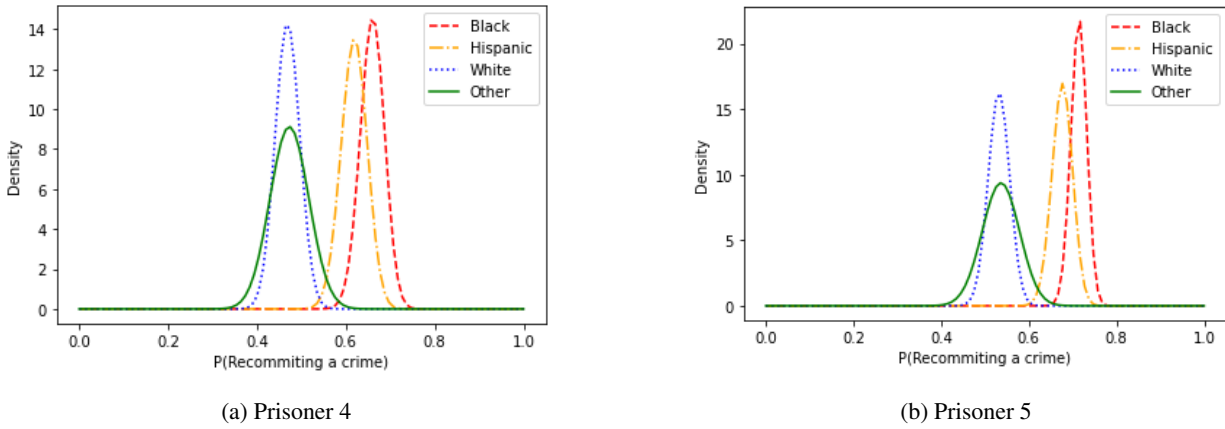 14
12
10
8
6
4
2
0
Density
Black
Hispanic
White
Other
0.0 0.2 0.4 0.6 0.8 1.0
P(Recommiting a crime)
(a) Prisoner 4
20
15
10
5
0
Density
Black
Hispanic
White
Other
0.0 0.2 0.4 0.6 0.8 1.0
P(Recommiting a crime)
(b) Prisoner 5